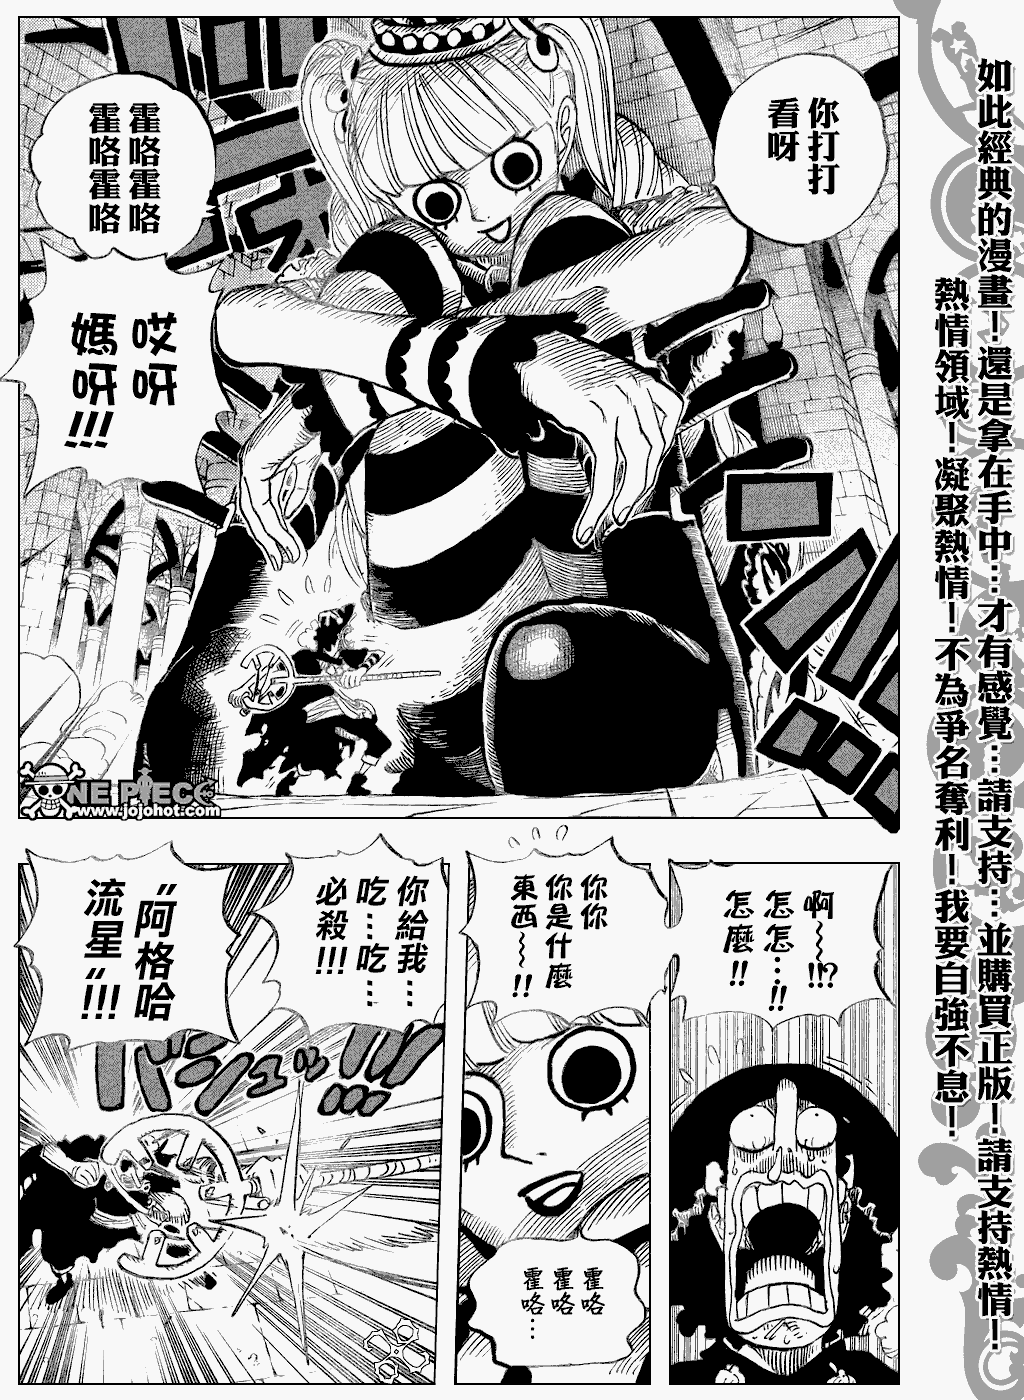 你打打
看呀
霍咯霍咯
霍咯霍咯
哎呀
媽呀!!!
NE PIECE
www.jojohot.com
啊~~!?
怎怎…!!
怎麼!!
你你
你是什麼
東西~~!!
霍咯
霍咯
霍咯…
你給我…
吃…吃…
必殺!!!
"阿格哈
流星"!!!
バシュッ!!!
如此經典的漫畫!還是拿在手中…才有感覺…請支持…並購買正版!請支持熱情!
熱情領域!凝聚熱情!不為爭名奪利!我要自強不息!